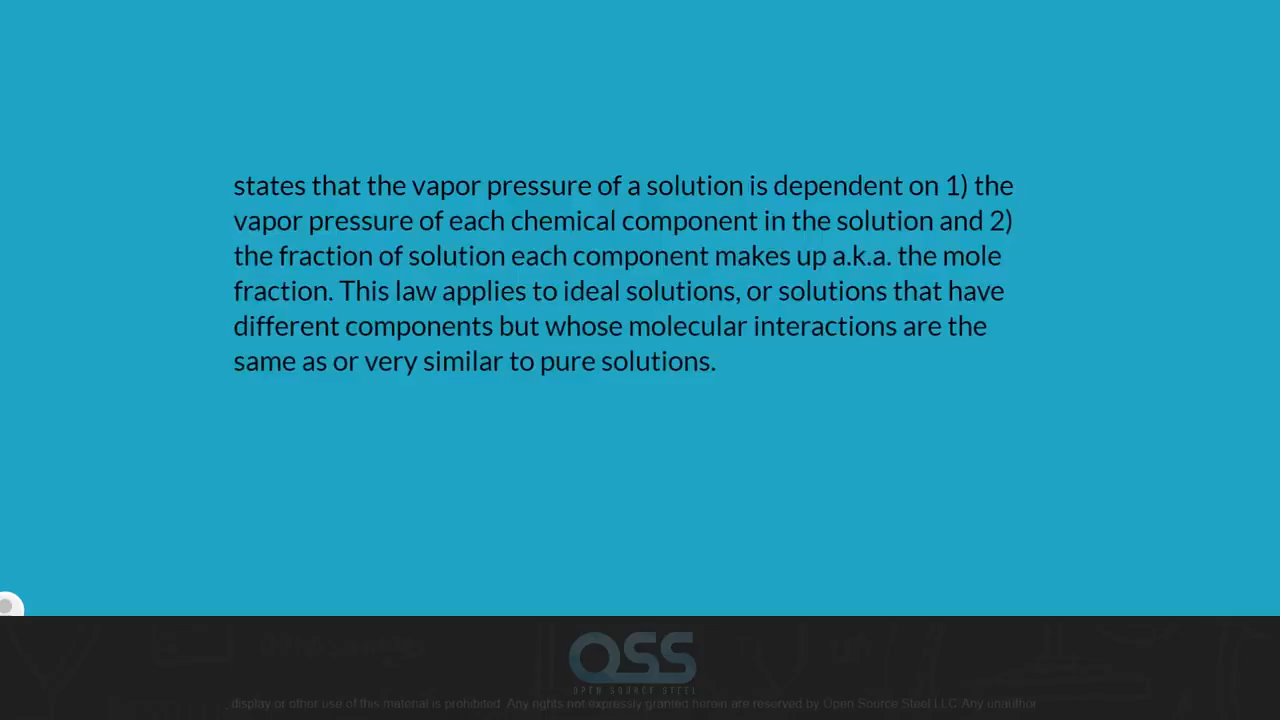 states that the vapor pressure of a solution is dependent on 1) the
vapor pressure of each chemical component in the solution and 2)
the fraction of solution each component makes up a.k.a. the mole
fraction. This law applies to ideal solutions, or solutions that have
different components but whose molecular interactions are the
same as or very similar to pure solutions.
OSS
OPEN SOURCE STEEL
, display or other use of this material is prohibited. Any rights not expressly granted herein are reserved by Open Source Steel LLC. Any unauthor